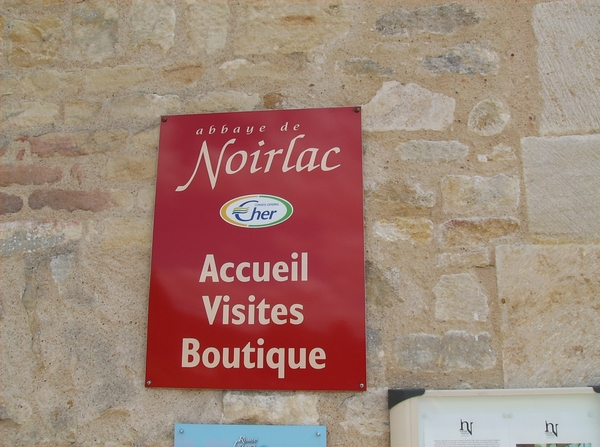 abbaye de
Noirlac
Cher
Accueil
Visites
Boutique